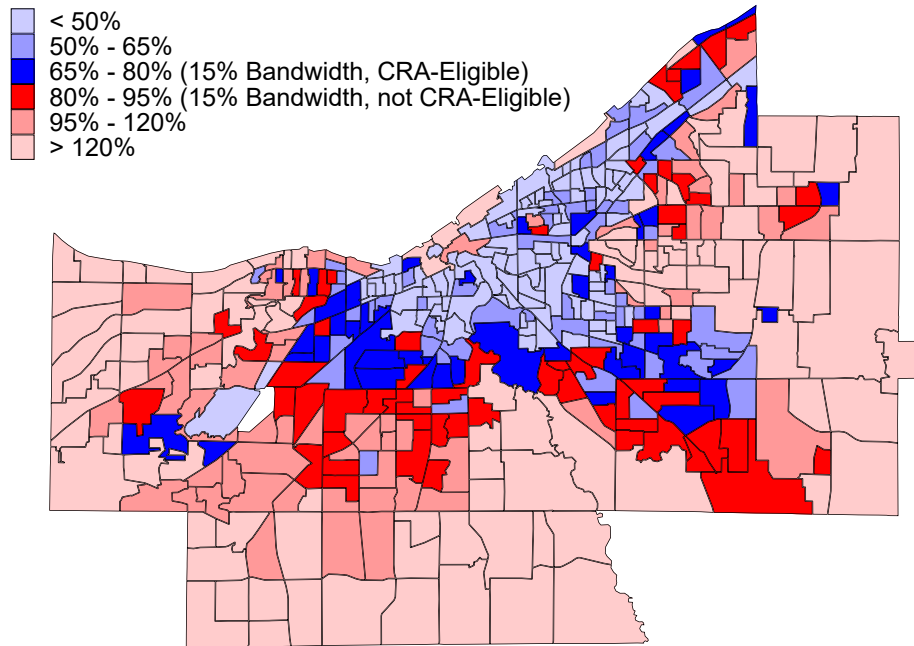 < 50%
50% - 65%
65% - 80% (15% Bandwidth, CRA-Eligible)
80% - 95% (15% Bandwidth, not CRA-Eligible)
95% - 120%
> 120%